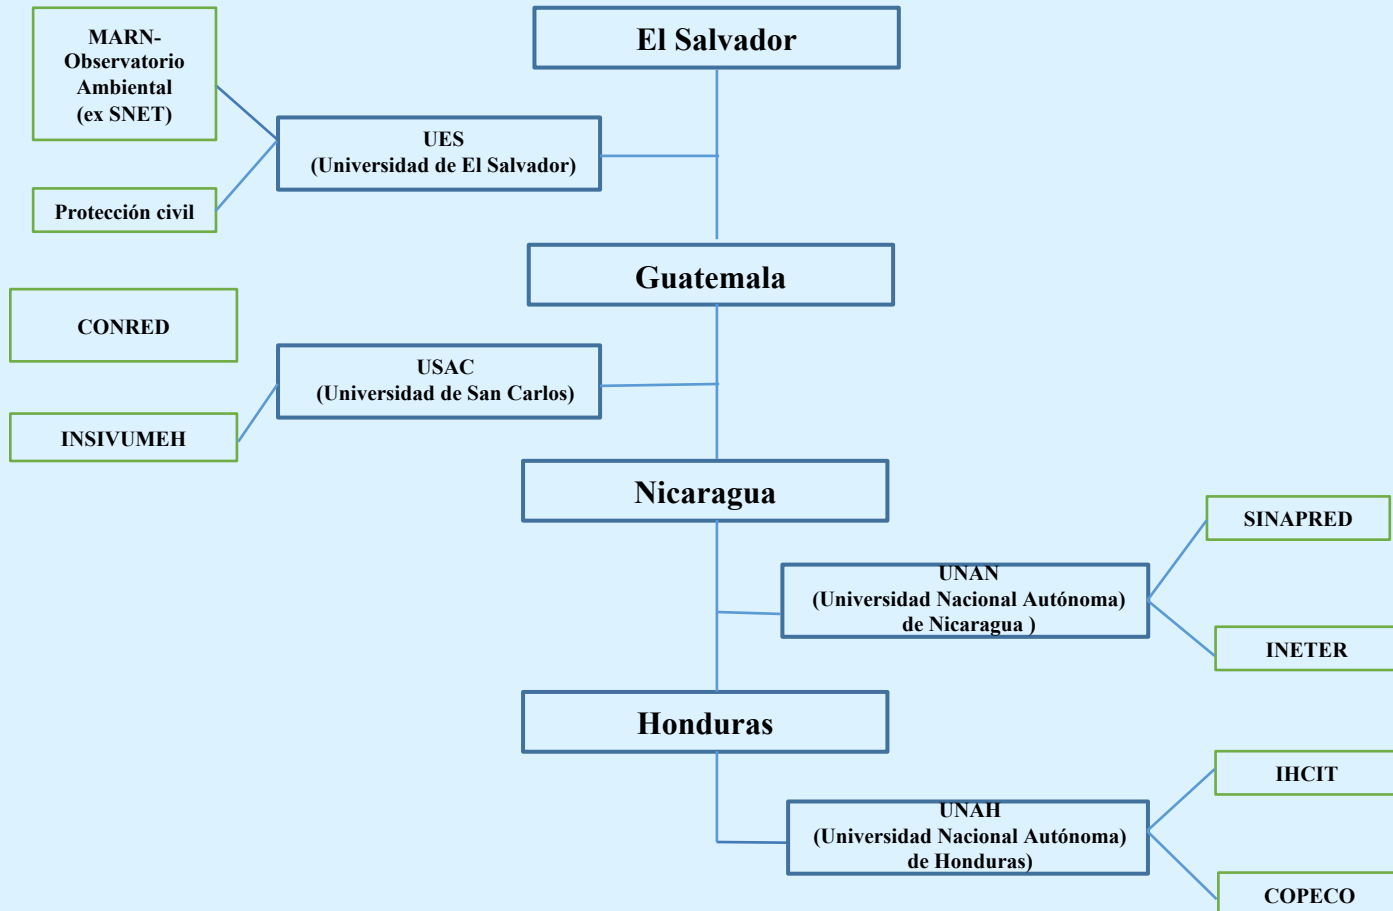 MARN-
Observatorio
Ambiental
(ex SNET)
El Salvador
UES
(Universidad de El Salvador)
Protección civil
Guatemala
CONRED
USAC
(Universidad de San Carlos)
INSIVUMEH
Nicaragua
SINAPRED
UNAN
(Universidad Nacional Autónoma)
de Nicaragua )
INETER
Honduras
IHCIT
UNAH
(Universidad Nacional Autónoma)
de Honduras)
COPECO